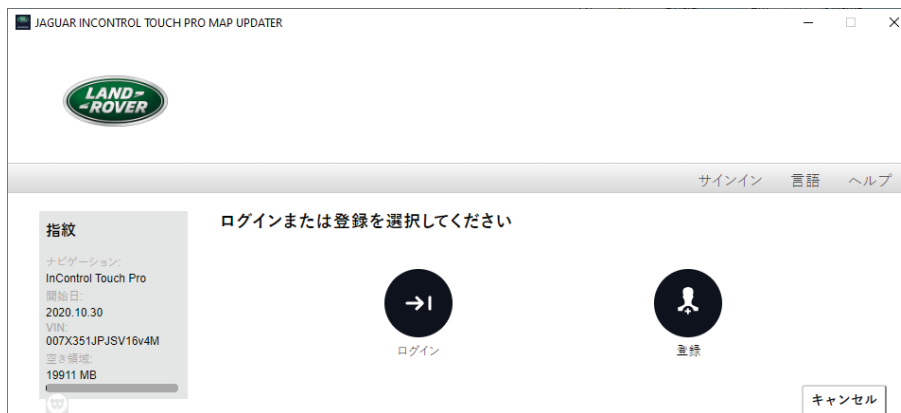 JAGUAR INCONTROL TOUCH PRO MAP UPDATER
LAND-
-ROVER
サインイン 言語 ヘルプ
指紋
ナビゲーション:
InControl Touch Pro
開始日:
2020.10.30
VIN:
007X351JPJSV16v4M
空き領域:
19911 MB
ログインまたは登録を選択してください
ログイン
登録
キャンセル